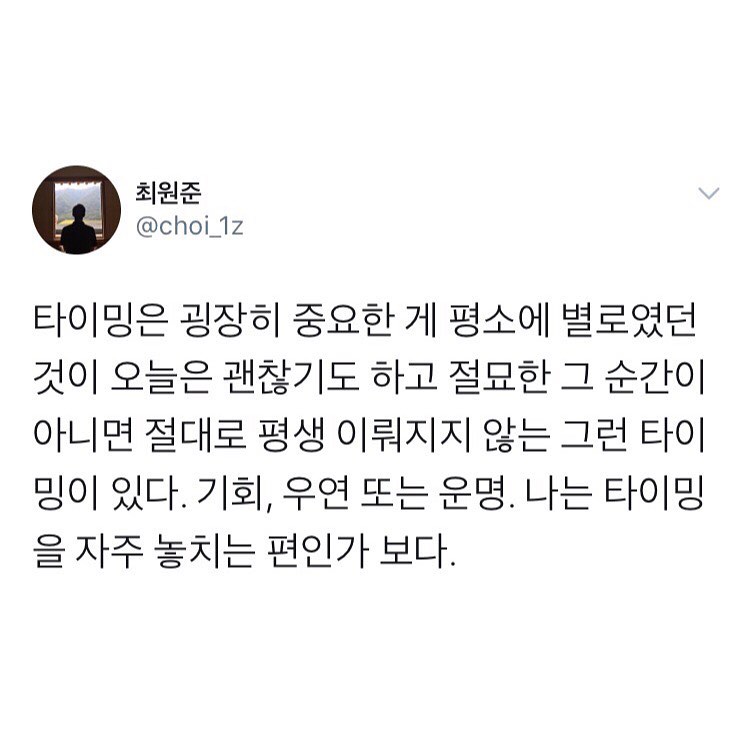 최원준
@choi_1z
타이밍은 굉장히 중요한 게 평소에 별로였던
것이 오늘은 괜찮기도 하고 절묘한 그 순간이
아니면 절대로 평생 이뤄지지 않는 그런 타이
밍이 있다. 기회, 우연 또는 운명. 나는 타이밍
을 자주 놓치는 편인가 보다.